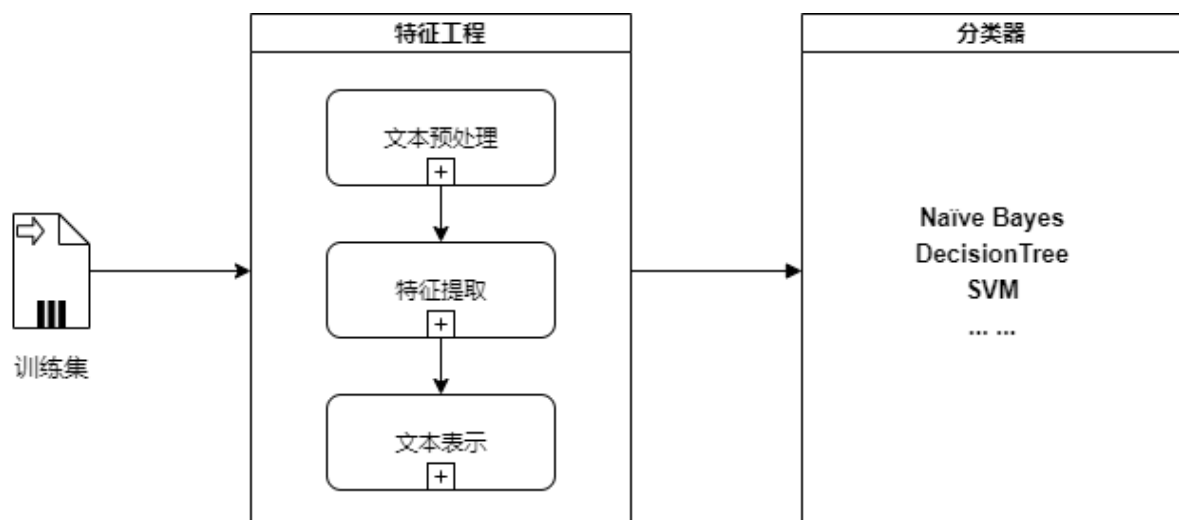 特征工程
分类器
文本预处理
特征提取
文本表示
训练集
Naïve Bayes
DecisionTree
SVM
... ...